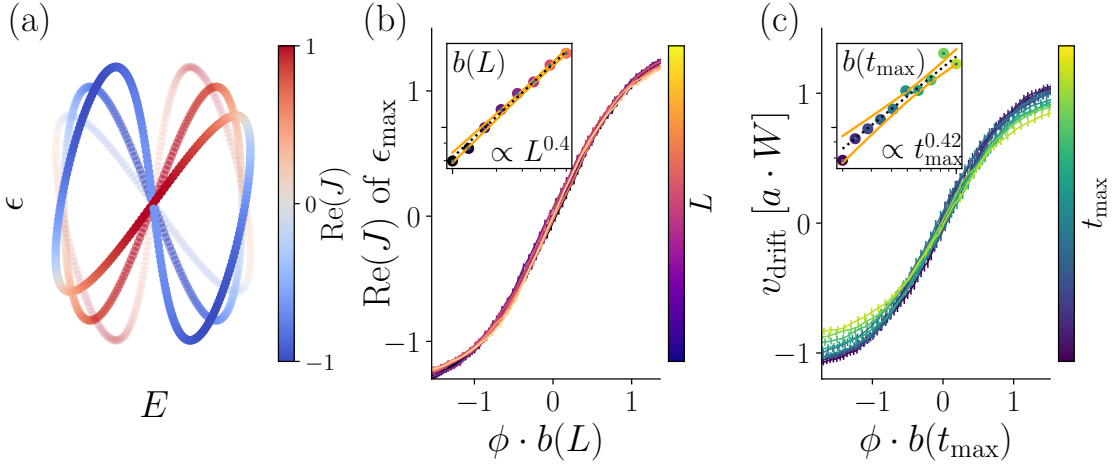 (a)
ϵ
E
1
0
−1
Re(J)
(b)
Re(J) of ϵ_max
1
0
−1
b(L)
∝ L^0.4
−1
0
1
ϕ · b(L)
L
(c)
v_drift [a · W]
1
0
−1
b(t_max)
∝ t_max^0.42
−1
0
1
ϕ · b(t_max)
t_max